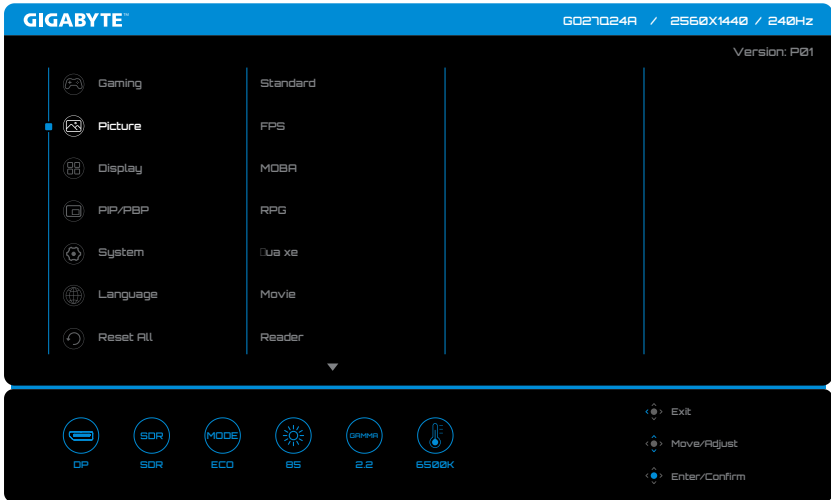 GIGABYTE™
GO27Q24A / 2560X1440 / 240Hz
Version: P01
Gaming
Picture
Display
PIP/PBP
System
Language
Reset All
Standard
FPS
MOBA
RPG
□ua xe
Movie
Reader
SDR
MODE
GAMMA
DP
SDR
ECO
85
2.2
6500K
Exit
Move/Adjust
Enter/Confirm